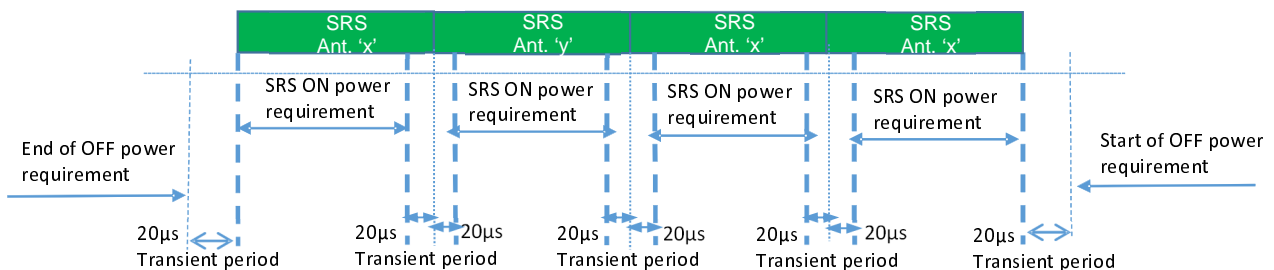 SRS
Ant. ‘x’
SRS
Ant. ‘y’
SRS
Ant. ‘x’
SRS
Ant. ‘x’
SRS ON power
requirement
SRS ON power
requirement
SRS ON power
requirement
SRS ON power
requirement
End of OFF power
requirement
Start of OFF power
requirement
20µs
Transient period
20µs
20µs
Transient period
20µs
20µs
Transient period
20µs
20µs
Transient period
20µs
Transient period